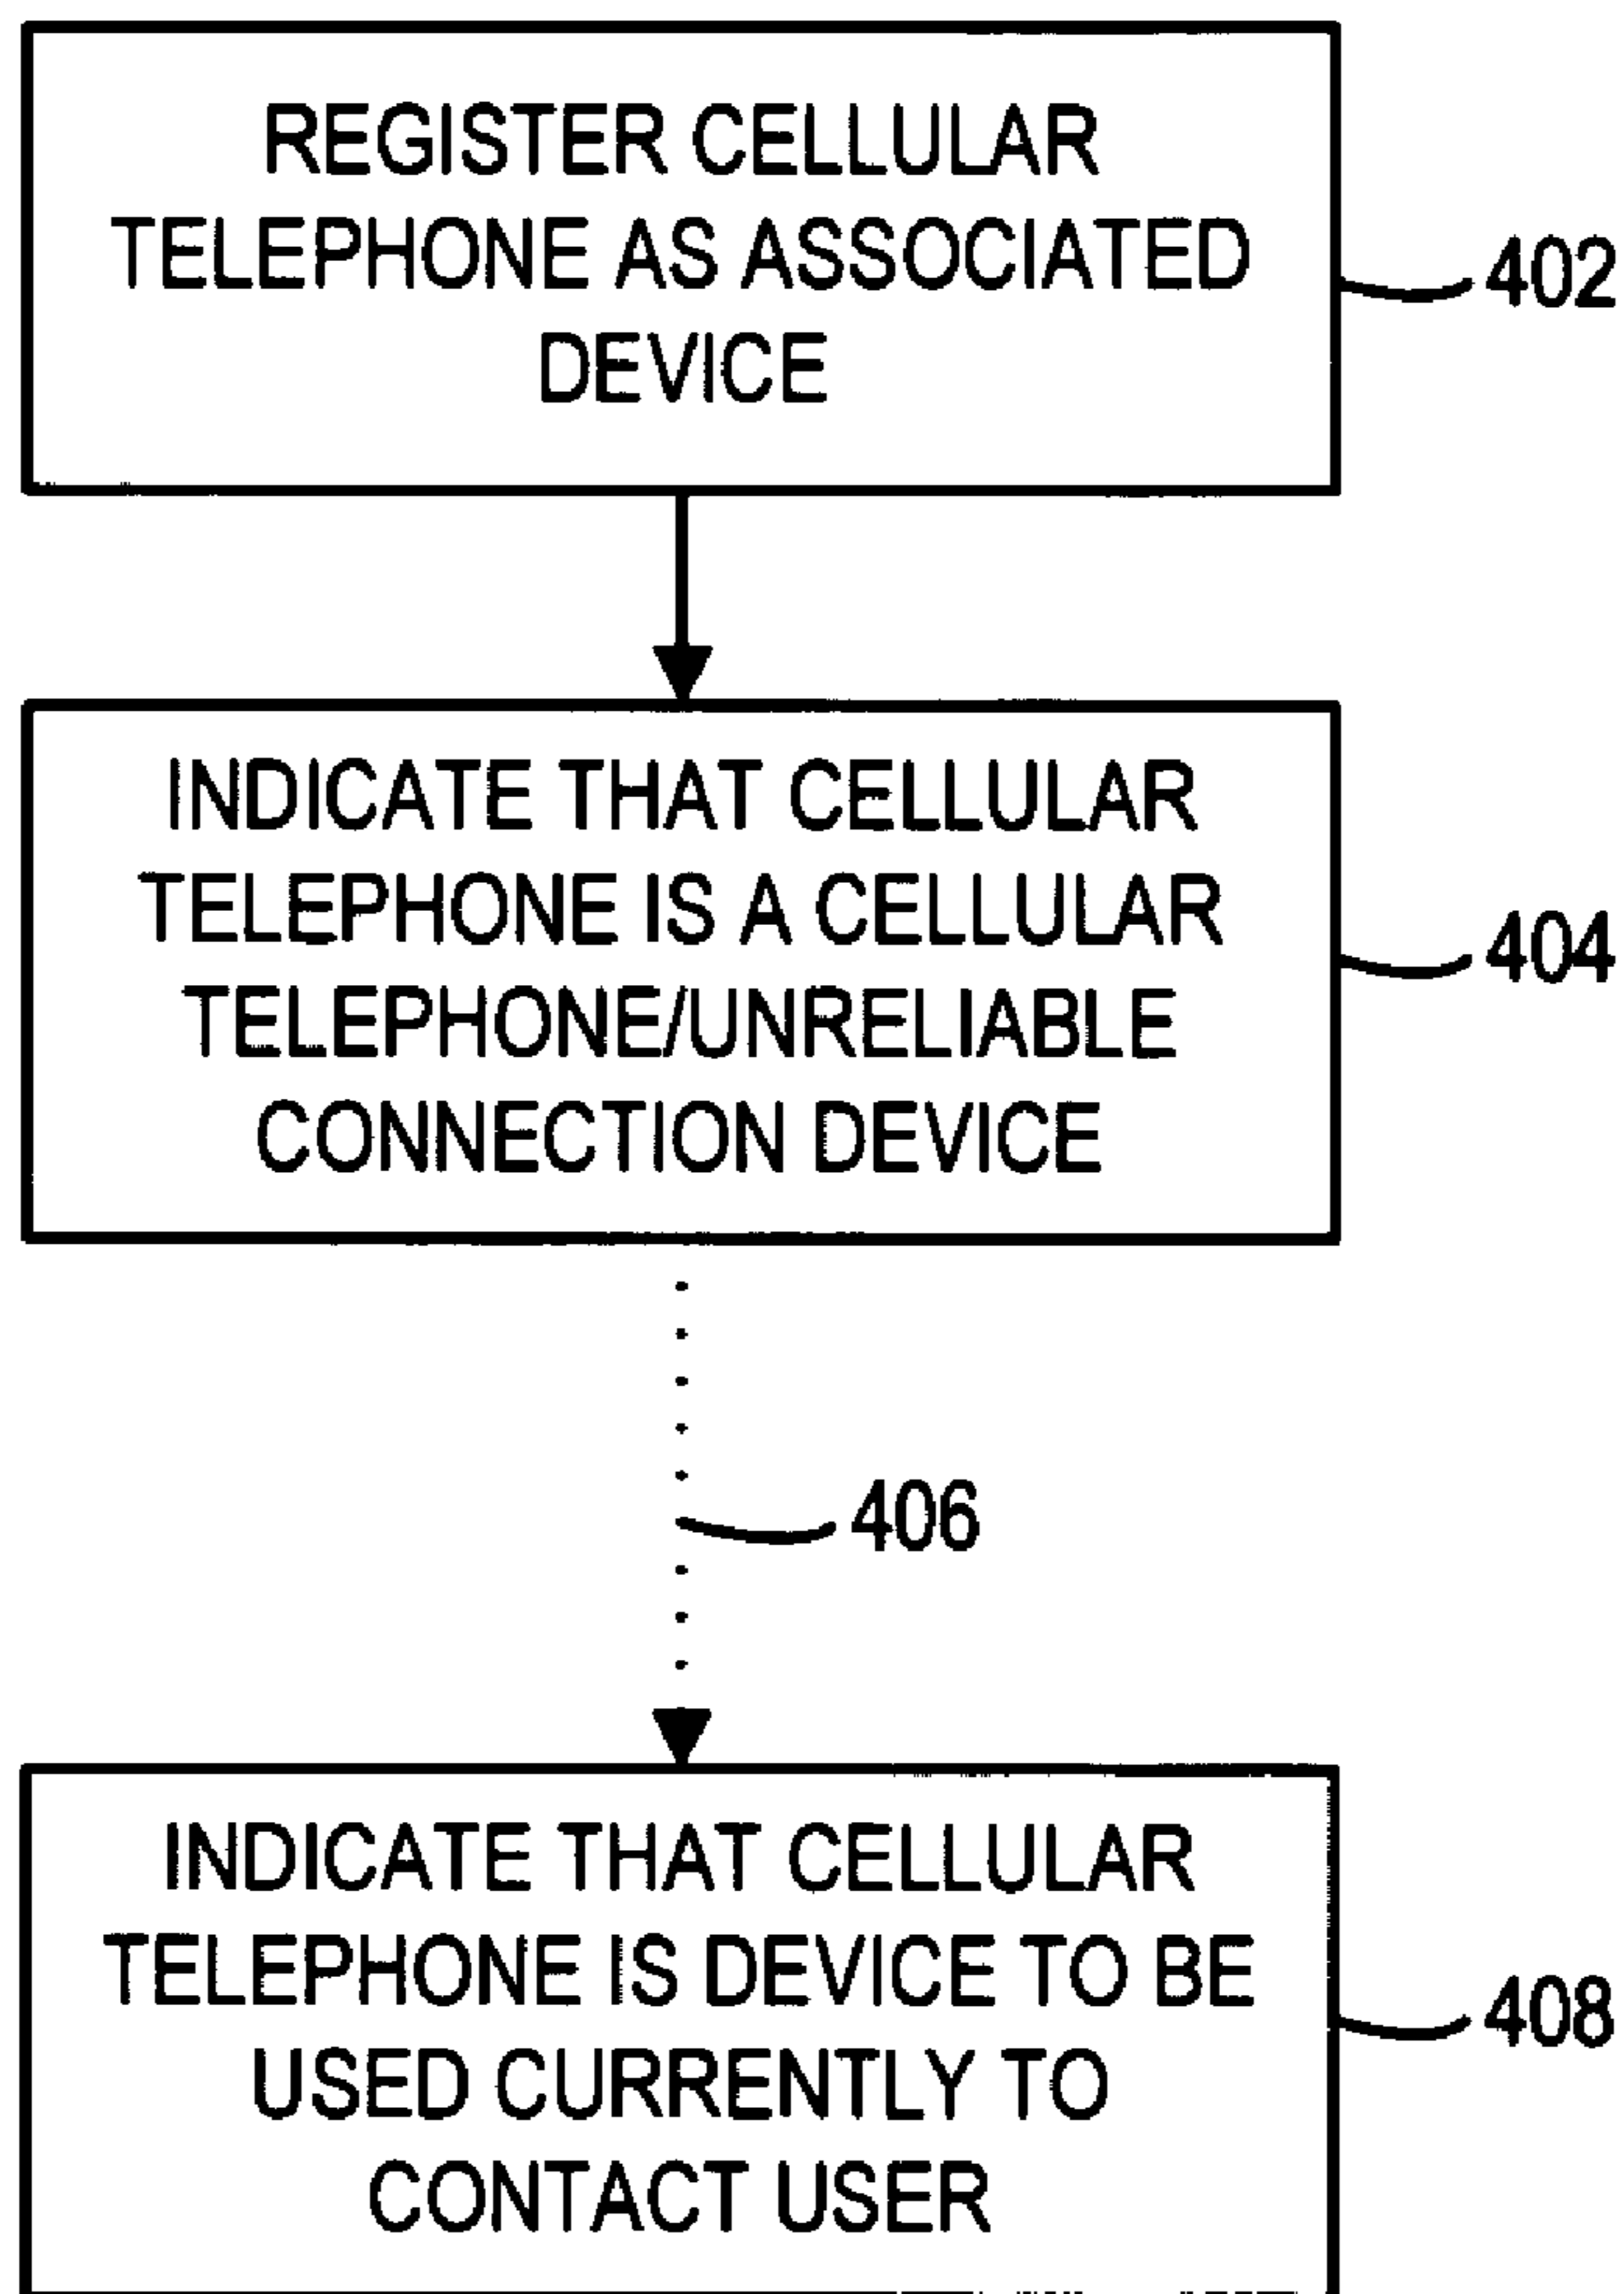 REGISTER CELLULAR
TELEPHONE AS ASSOCIATED
DEVICE
402
INDICATE THAT CELLULAR
TELEPHONE IS A CELLULAR
TELEPHONE/UNRELIABLE
CONNECTION DEVICE
404
406
INDICATE THAT CELLULAR
TELEPHONE IS DEVICE TO BE
USED CURRENTLY TO
CONTACT USER
408